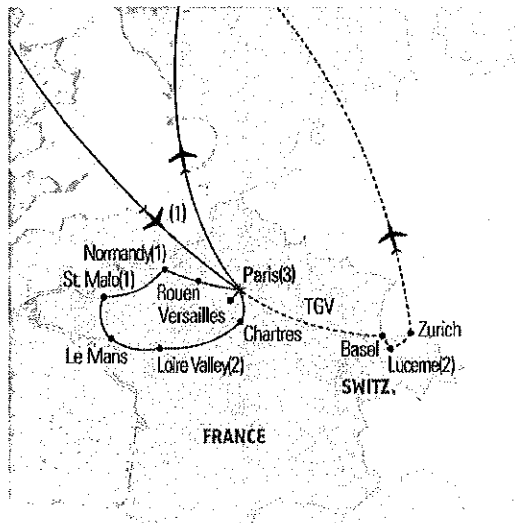 (1)
Normandy(1)
St. Malo(1)
Paris(3)
Rouen
Versailles
TGV
Chartres
Zurich
Basel
Le Mans
Loire Valley(2)
Lucerne(2)
SWITZ.
FRANCE